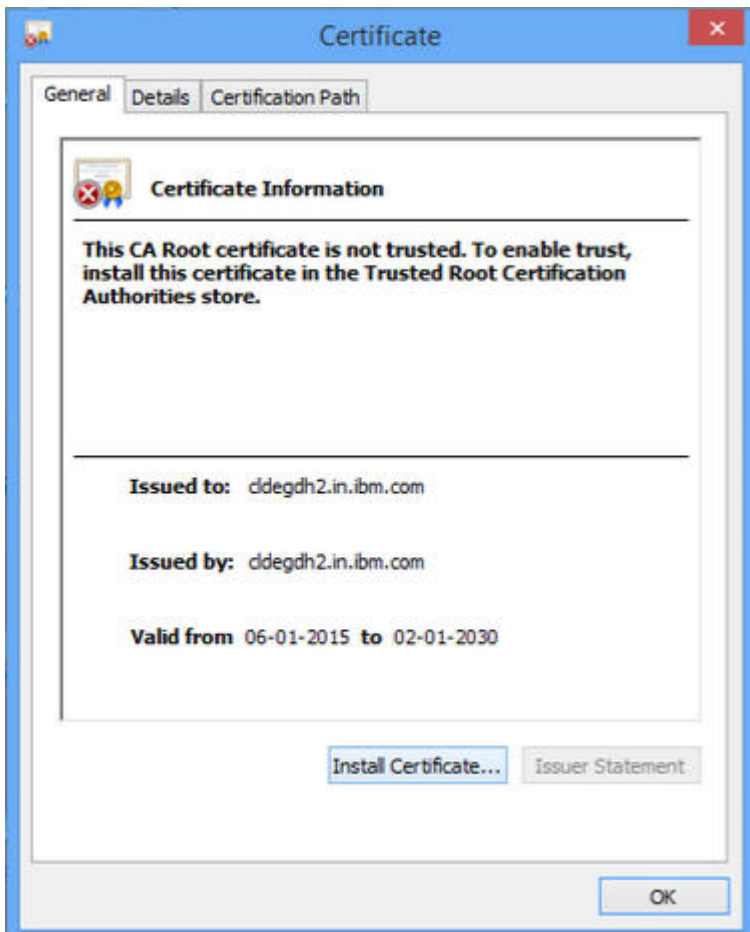 Certificate
General Details Certification Path
Certificate Information
This CA Root certificate is not trusted. To enable trust,
install this certificate in the Trusted Root Certification
Authorities store.
Issued to: cldegdh2.in.ibm.com
Issued by: cldegdh2.in.ibm.com
Valid from 06-01-2015 to 02-01-2030
Install Certificate... Issuer Statement
OK